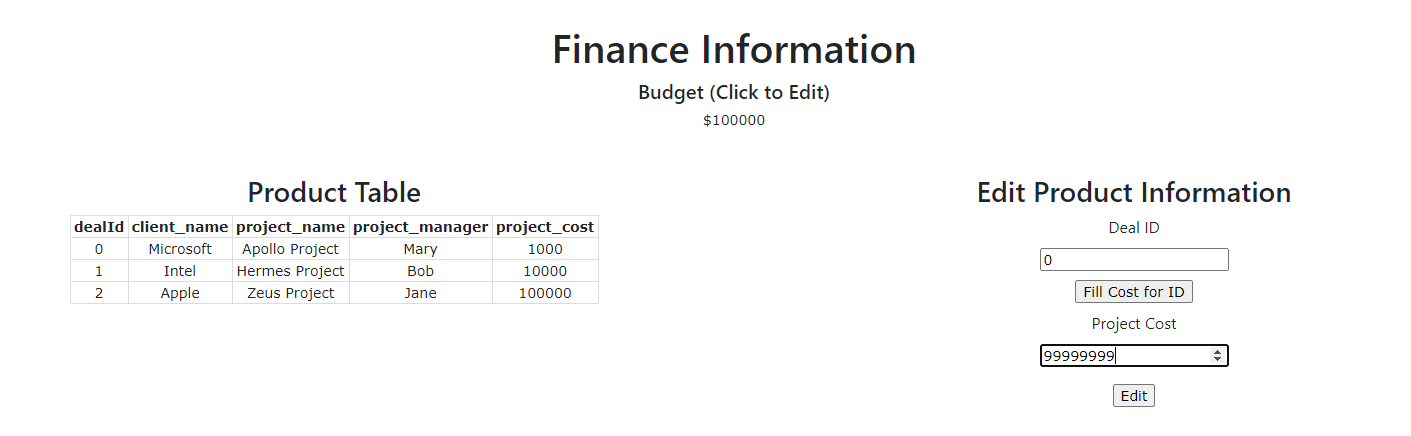 Finance Information
Budget (Click to Edit)
$100000
Product Table
dealId client_name project_name project_manager project_cost
0 Microsoft Apollo Project Mary 1000
1 Intel Hermes Project Bob 10000
2 Apple Zeus Project Jane 100000
Edit Product Information
Deal ID
0
Fill Cost for ID
Project Cost
99999999
Edit